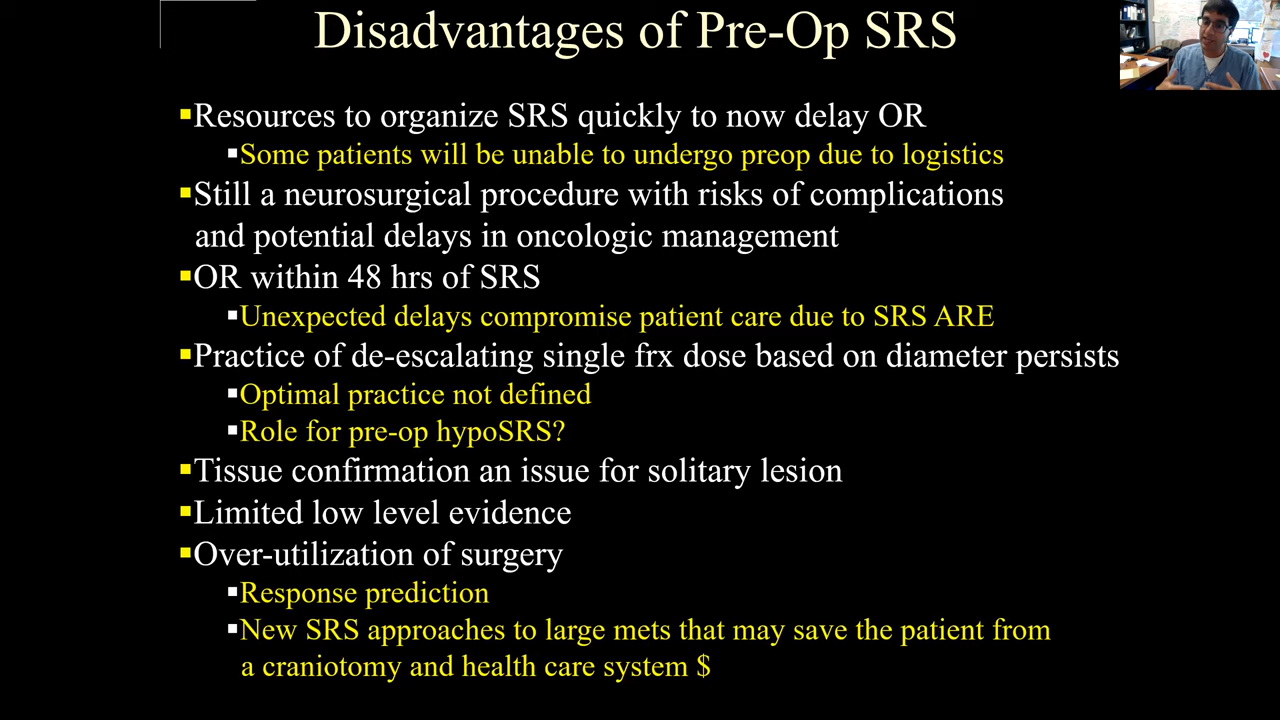 Disadvantages of Pre-Op SRS
▪Resources to organize SRS quickly to now delay OR
▪Some patients will be unable to undergo preop due to logistics
▪Still a neurosurgical procedure with risks of complications
and potential delays in oncologic management
▪OR within 48 hrs of SRS
▪Unexpected delays compromise patient care due to SRS ARE
▪Practice of de-escalating single frx dose based on diameter persists
▪Optimal practice not defined
▪Role for pre-op hypoSRS?
▪Tissue confirmation an issue for solitary lesion
▪Limited low level evidence
▪Over-utilization of surgery
▪Response prediction
▪New SRS approaches to large mets that may save the patient from
a craniotomy and health care system $